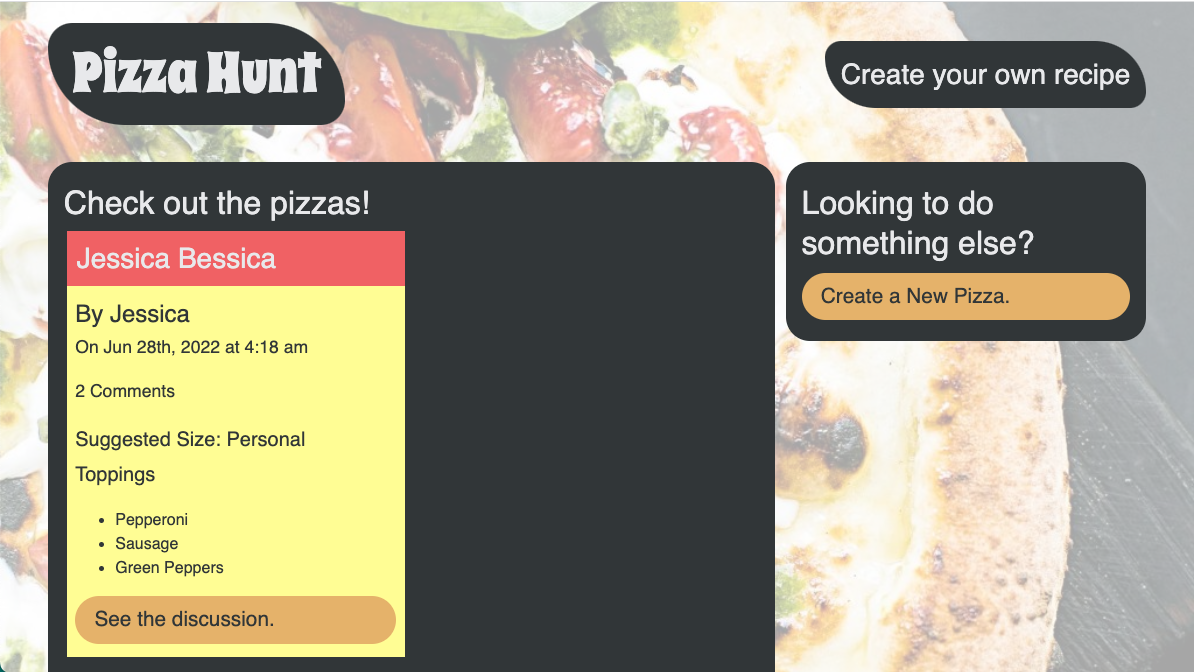 Pizza Hunt
Create your own recipe
Check out the pizzas!
Jessica Bessica
By Jessica
On Jun 28th, 2022 at 4:18 am
2 Comments
Suggested Size: Personal
Toppings
Pepperoni
Sausage
Green Peppers
See the discussion.
Looking to do
something else?
Create a New Pizza.